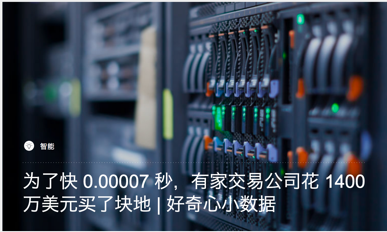 智能
为了快 0.00007 秒，有家交易公司花 1400
万美元买了块地 | 好奇心小数据